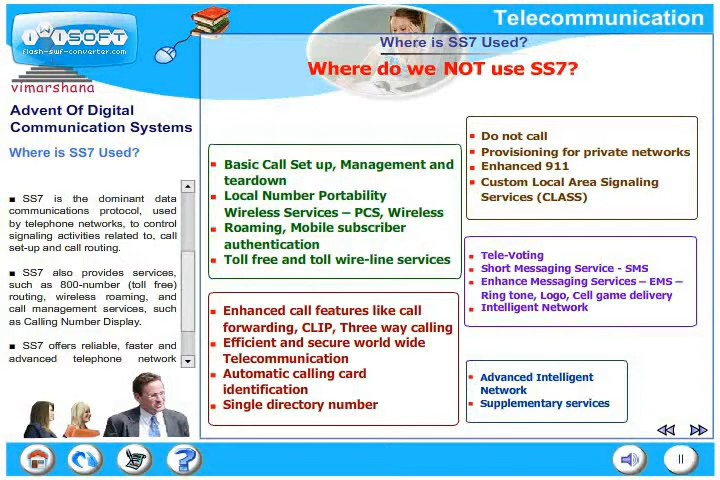 Telecommunication
iWiSOFT
flash-swf-converter.com
vimarshana
Where is SS7 Used?
Where do we NOT use SS7?
Advent Of Digital
Communication Systems
Where is SS7 Used?
■ SS7 is the dominant data
communications protocol, used
by telephone networks, to control
signaling activities related to, call
set-up and call routing.
■ SS7 also provides services,
such as 800-number (toll free)
routing, wireless roaming, and
call management services, such
as Calling Number Display.
■ SS7 offers reliable, faster and
advanced telephone network
Basic Call Set up, Management and
teardown
Local Number Portability
Wireless Services – PCS, Wireless
Roaming, Mobile subscriber
authentication
Toll free and toll wire-line services
Enhanced call features like call
forwarding, CLIP, Three way calling
Efficient and secure world wide
Telecommunication
Automatic calling card
identification
Single directory number
Do not call
Provisioning for private networks
Enhanced 911
Custom Local Area Signaling
Services (CLASS)
Tele-Voting
Short Messaging Service - SMS
Enhance Messaging Services – EMS –
Ring tone, Logo, Cell game delivery
Intelligent Network
Advanced Intelligent
Network
Supplementary services